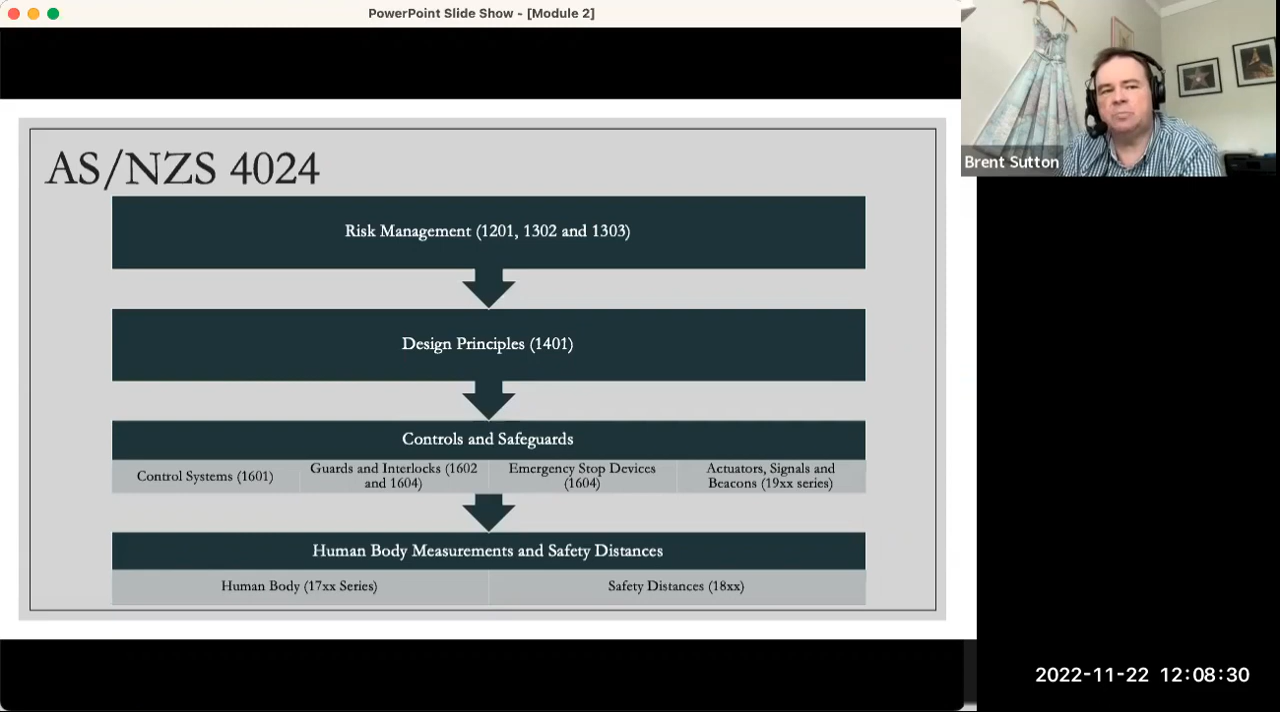 PowerPoint Slide Show - [Module 2]
AS/NZS 4024
Risk Management (1201, 1302 and 1303)
Design Principles (1401)
Controls and Safeguards
Control Systems (1601)
Guards and Interlocks (1602
and 1604)
Emergency Stop Devices
(1604)
Actuators, Signals and
Beacons (19xx series)
Human Body Measurements and Safety Distances
Human Body (17xx Series)
Safety Distances (18xx)
Brent Sutton
2022-11-22 12:08:30